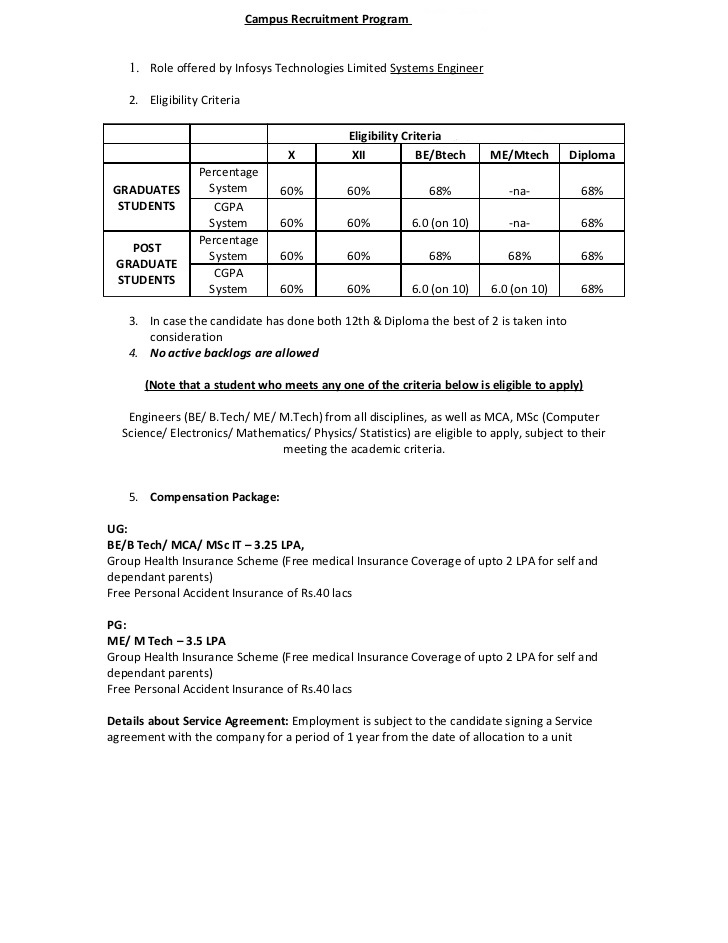 Campus Recruitment Program
1. Role offered by Infosys Technologies Limited Systems Engineer
2. Eligibility Criteria
Eligibility Criteria
X XII BE/Btech ME/Mtech Diploma
GRADUATES STUDENTS
Percentage System 60% 60% 68% -na- 68%
CGPA System 60% 60% 6.0 (on 10) -na- 68%
POST GRADUATE STUDENTS
Percentage System 60% 60% 68% 68% 68%
CGPA System 60% 60% 6.0 (on 10) 6.0 (on 10) 68%
3. In case the candidate has done both 12th & Diploma the best of 2 is taken into
consideration
4. No active backlogs are allowed
(Note that a student who meets any one of the criteria below is eligible to apply)
Engineers (BE/ B.Tech/ ME/ M.Tech) from all disciplines, as well as MCA, MSc (Computer
Science/ Electronics/ Mathematics/ Physics/ Statistics) are eligible to apply, subject to their
meeting the academic criteria.
5. Compensation Package:
UG:
BE/B Tech/ MCA/ MSc IT – 3.25 LPA,
Group Health Insurance Scheme (Free medical Insurance Coverage of upto 2 LPA for self and
dependant parents)
Free Personal Accident Insurance of Rs.40 lacs
PG:
ME/ M Tech – 3.5 LPA
Group Health Insurance Scheme (Free medical Insurance Coverage of upto 2 LPA for self and
dependant parents)
Free Personal Accident Insurance of Rs.40 lacs
Details about Service Agreement: Employment is subject to the candidate signing a Service
agreement with the company for a period of 1 year from the date of allocation to a unit